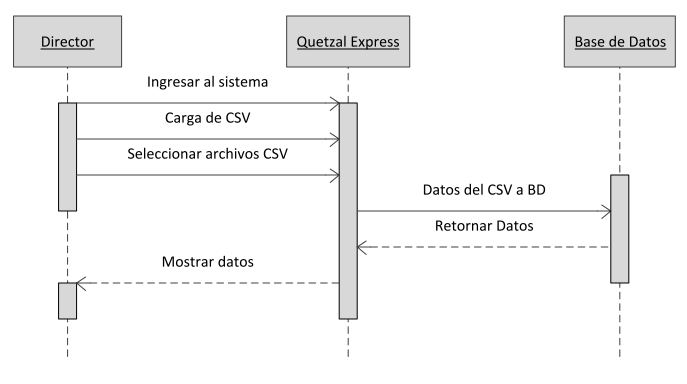 Director
Quetzal Express
Base de Datos
Ingresar al sistema
Carga de CSV
Seleccionar archivos CSV
Datos del CSV a BD
Retornar Datos
Mostrar datos